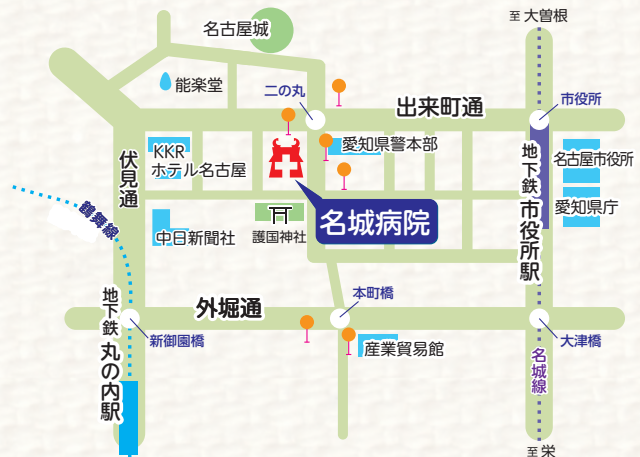 至 大曽根
名古屋城
能楽堂
二の丸
出来町通
市役所
KKR
ホテル名古屋
愛知県警本部
伏見通
地下鉄 市役所駅
名古屋市役所
愛知県庁
鶴舞線
中日新聞社
護国神社
名城病院
地下鉄 丸の内駅
外堀通
本町橋
新御園橋
産業貿易館
大津橋
名城線
至 栄